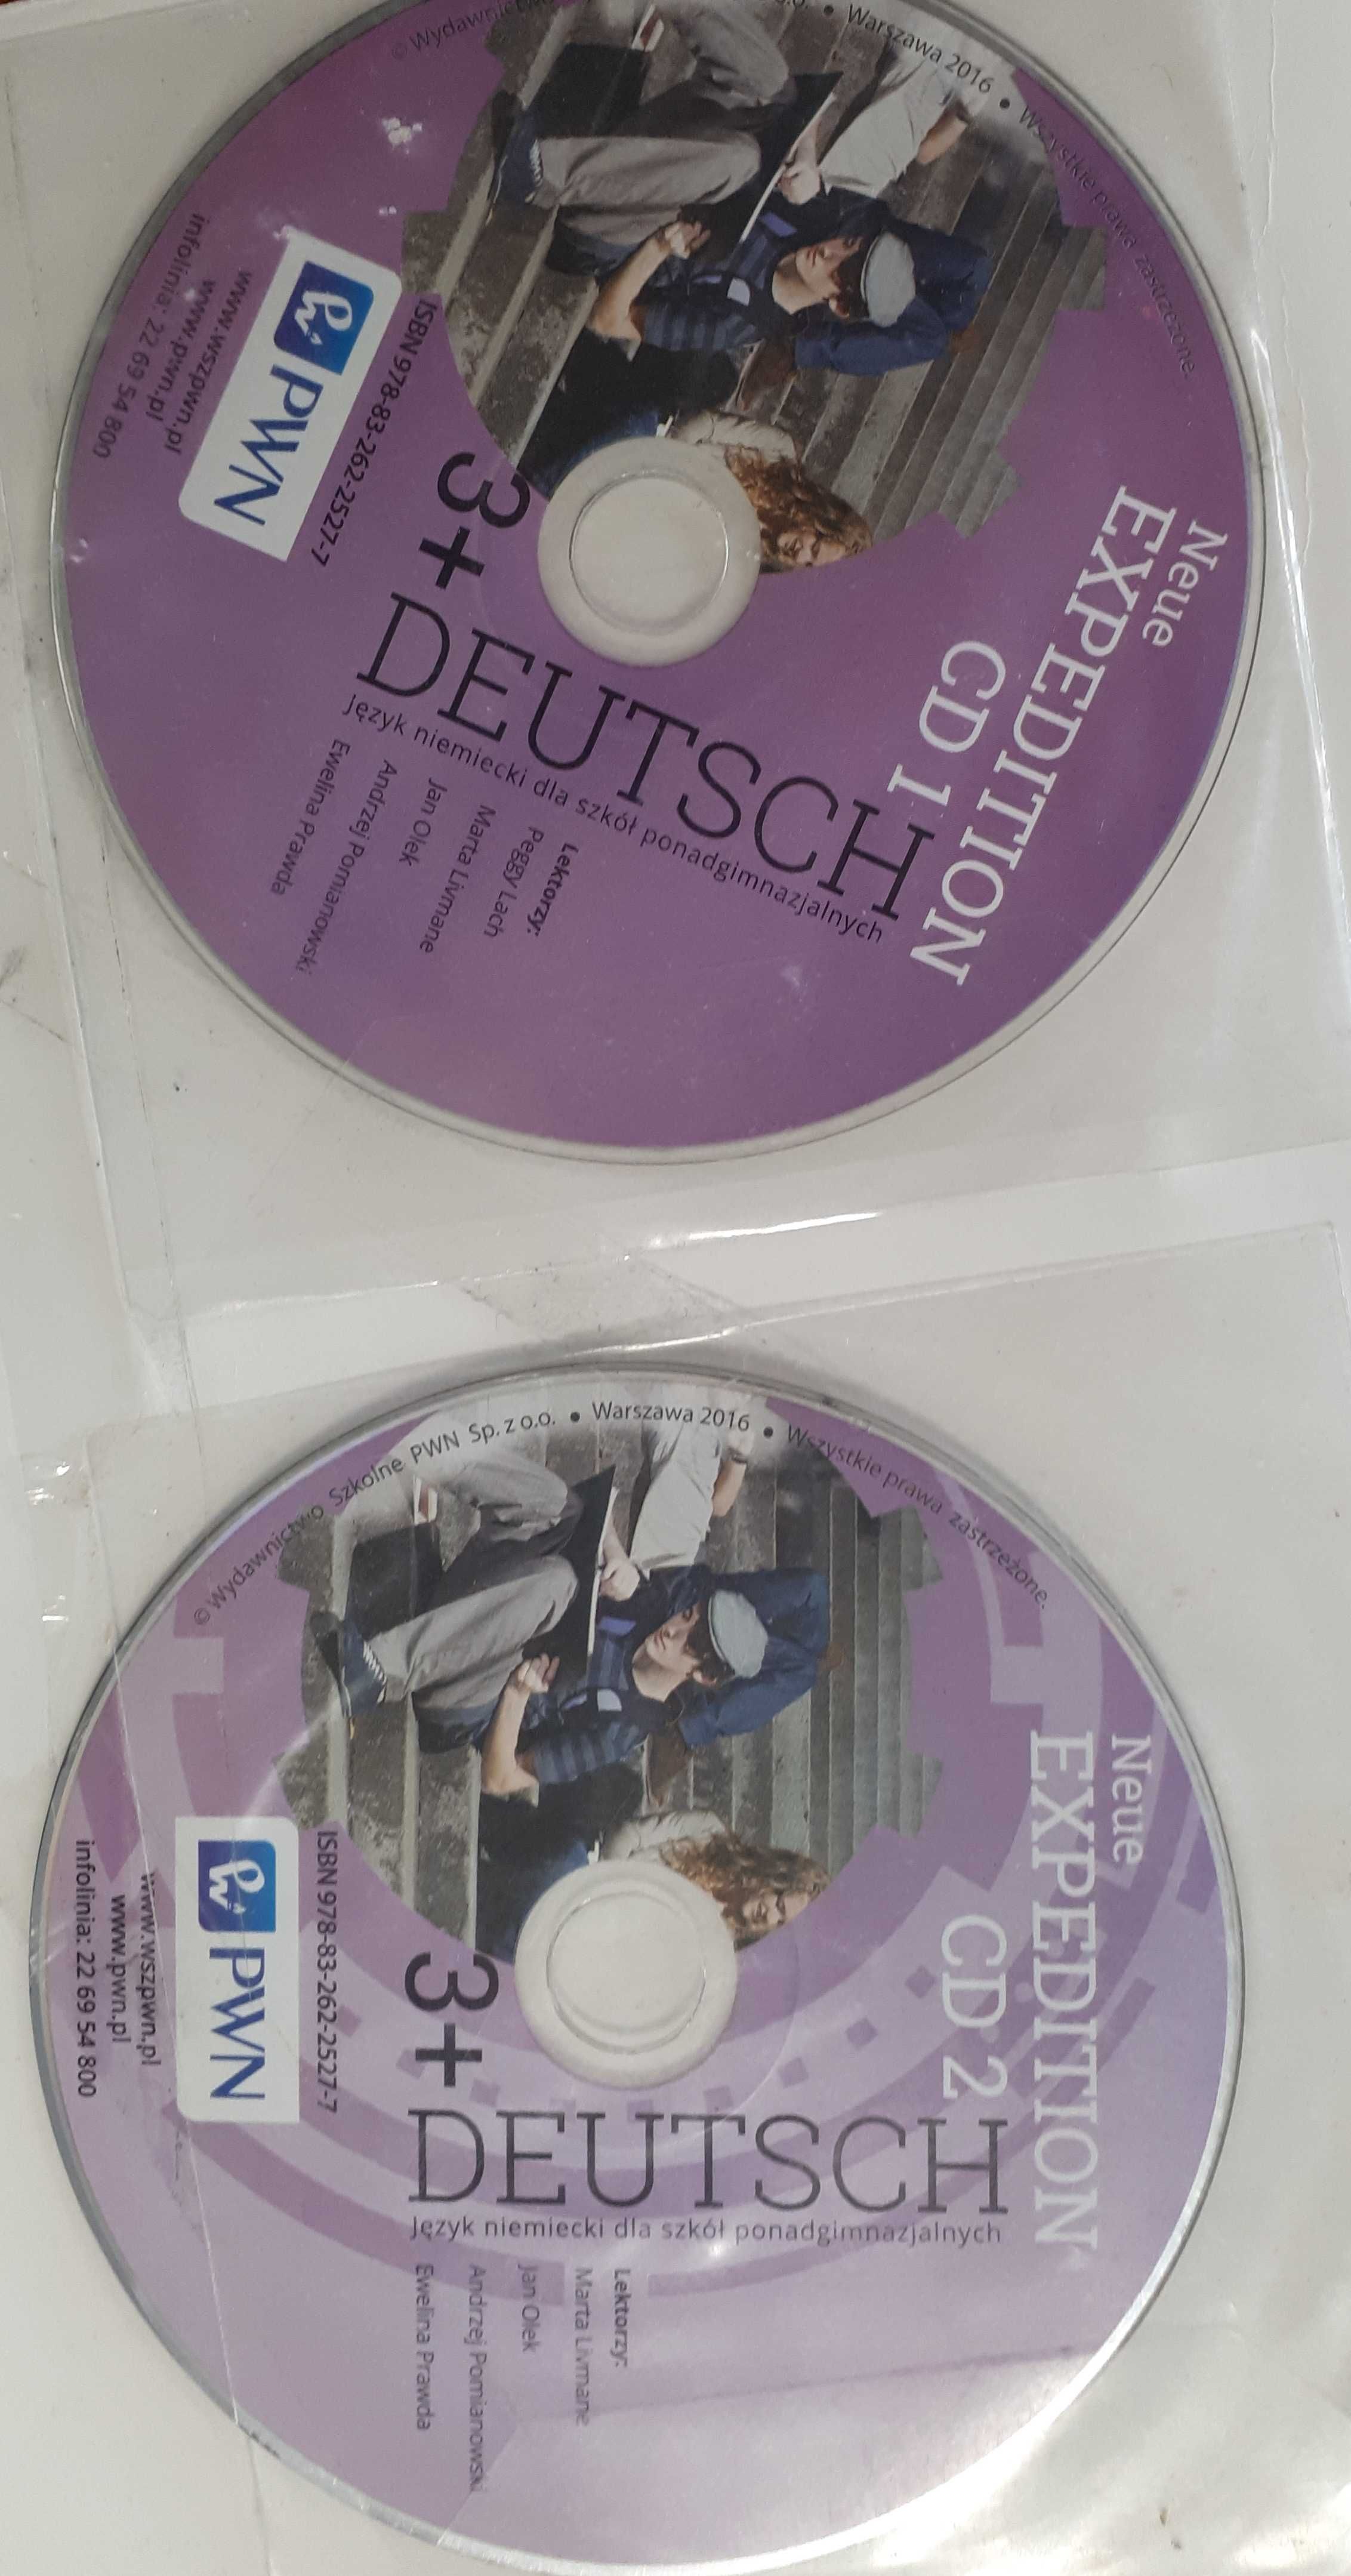 © Wydawnictwo
z o.o. • Warszawa 2016 • Wszystkie prawa zastrzeżone.
Neue
EXPEDITION
CD 1
3+
DEUTSCH
Język niemiecki dla szkół ponadgimnazjalnych
Lektorzy:
Peggy Lach
Marta Livmane
Jan Olek
Andrzej Pomianowski
Ewelina Prawda
ISBN 978-83-262-2527-7
PWN
www.wszpwn.pl
www.pwn.pl
infolinia: 22 69 54 800
© Wydawnictwo Szkolne PWN Sp. z o.o. • Warszawa 2016 • Wszystkie prawa zastrzeżone.
Neue
EXPEDITION
CD 2
3+
DEUTSCH
Język niemiecki dla szkół ponadgimnazjalnych
Lektorzy:
Marta Livmane
Jan Olek
Andrzej Pomianowski
Ewelina Prawda
ISBN 978-83-262-2527-7
PWN
www.wszpwn.pl
www.pwn.pl
infolinia: 22 69 54 800